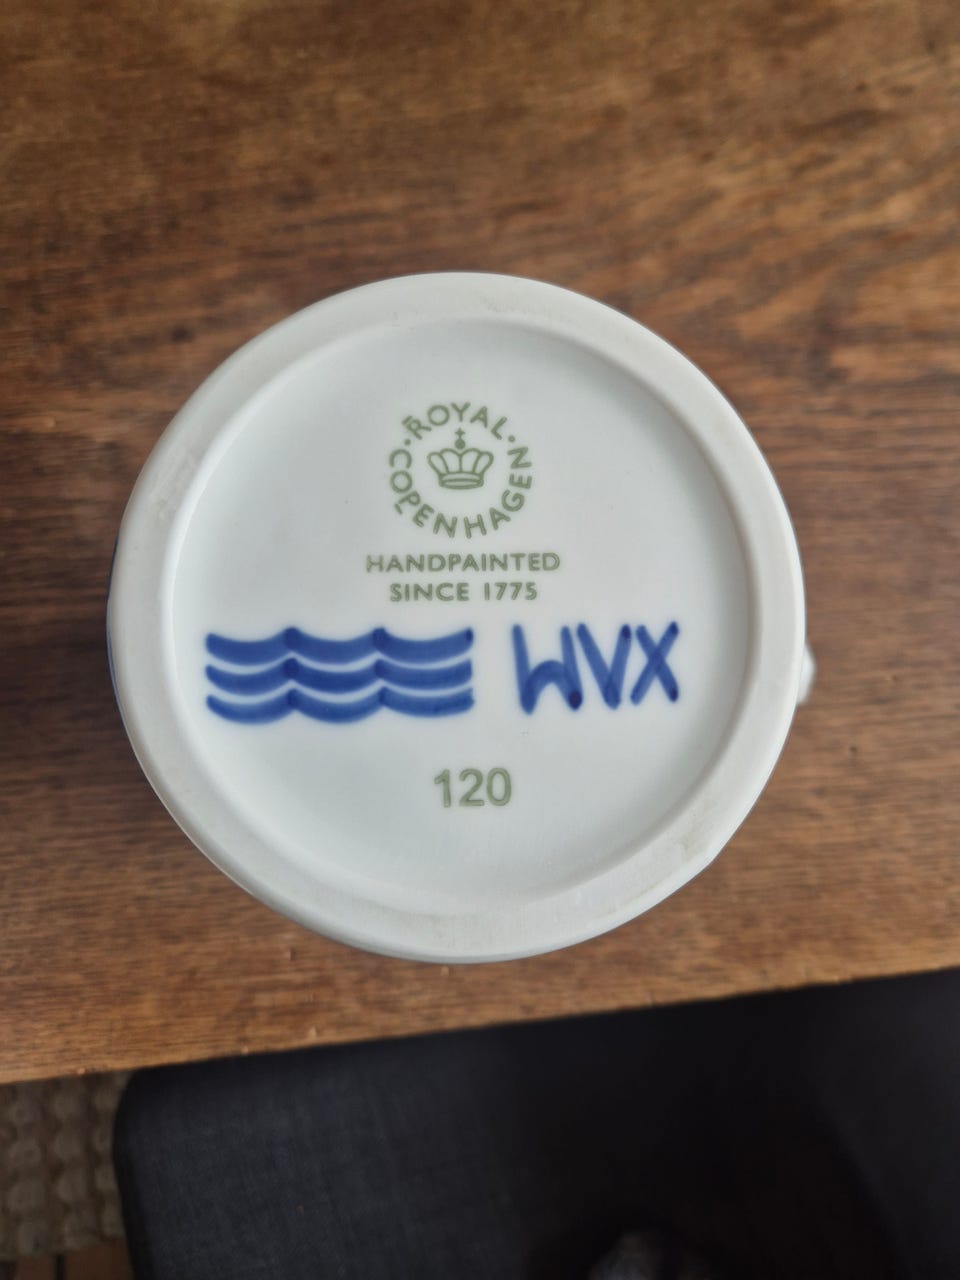 ROYAL
COPENHAGEN
HANDPAINTED
SINCE 1775
WVX
120